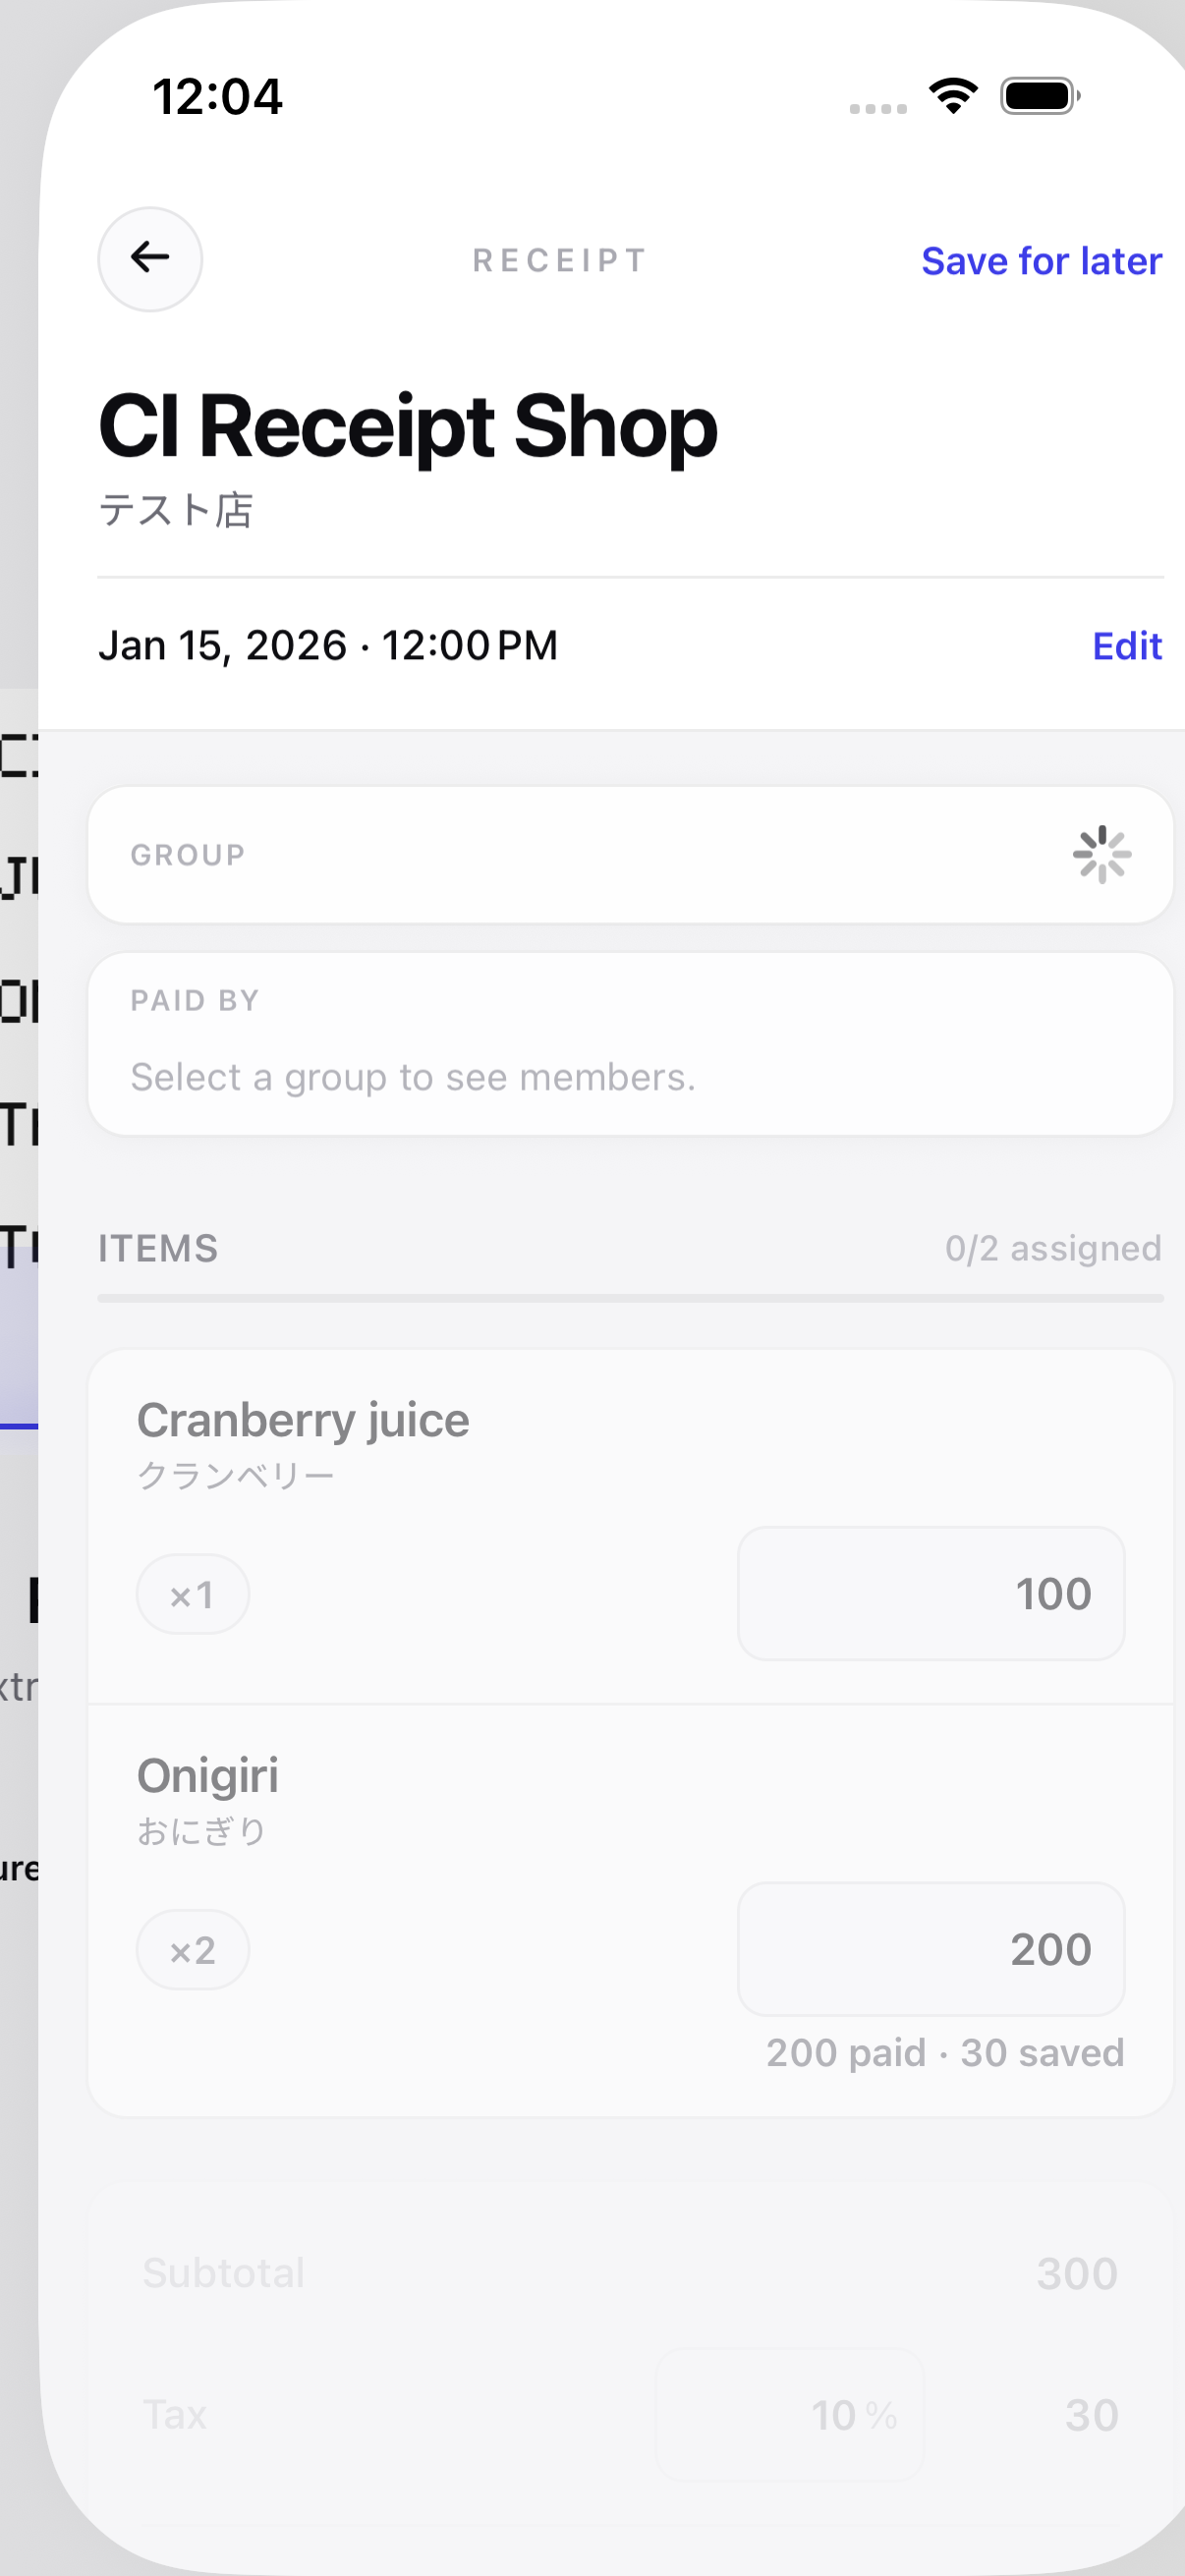 12:04
RECEIPT
Save for later
CI Receipt Shop
テスト店
Jan 15, 2026 · 12:00 PM
Edit
GROUP
PAID BY
Select a group to see members.
ITEMS
0/2 assigned
Cranberry juice
クランベリー
×1
100
Onigiri
おにぎり
×2
200
200 paid · 30 saved
Subtotal
300
Tax
10 %
30